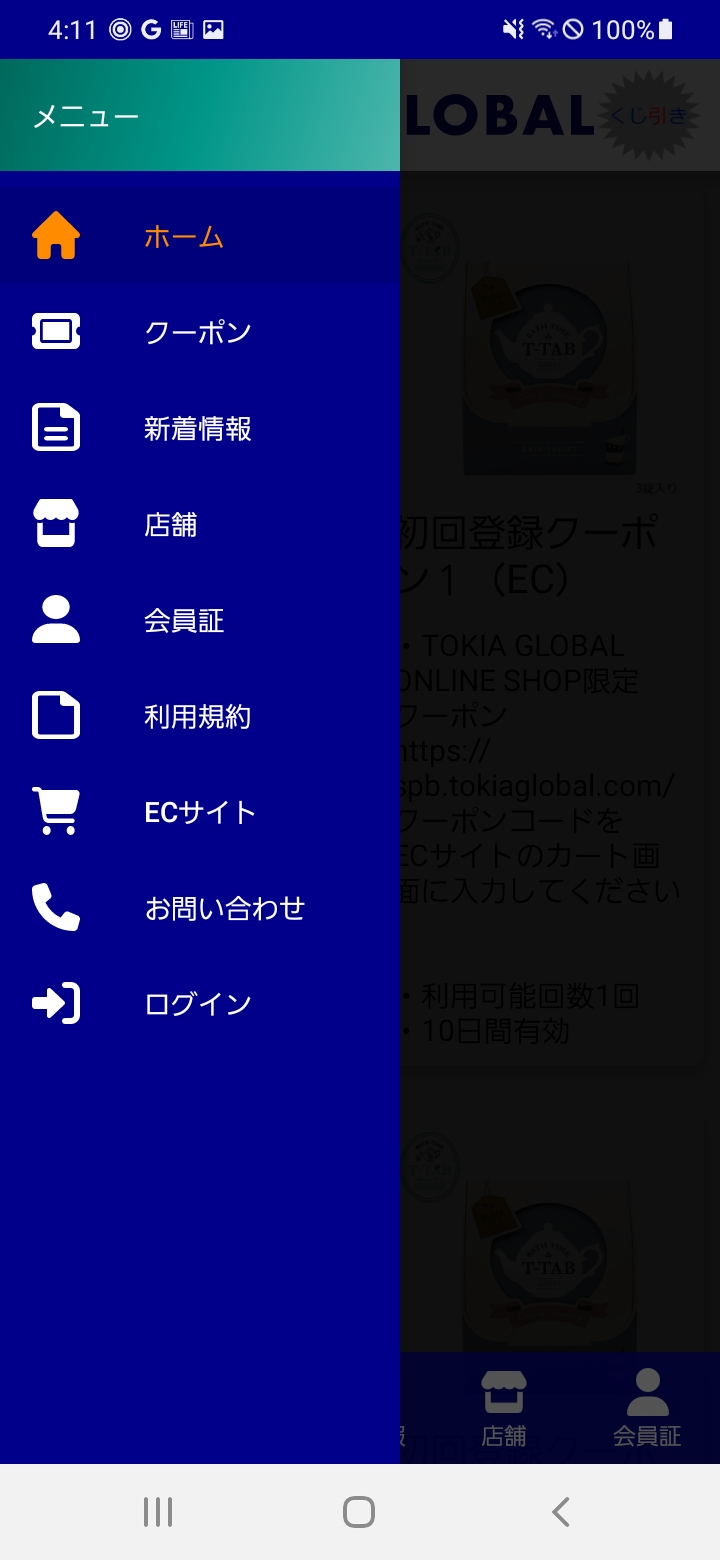 4:11
100%
メニュー
LOBAL
くじ引き
ホーム
クーポン
新着情報
店舗
会員証
利用規約
ECサイト
お問い合わせ
ログイン
T-TAB
3錠入り
初回登録クーポ
ン1 （EC）
・TOKIA GLOBAL
ONLINE SHOP限定
クーポン
https://
spb.tokiaglobal.com/
クーポンコードを
ECサイトのカート画
面に入力してください
・利用可能回数1回
・10日間有効
T-TAB
店舗
会員証